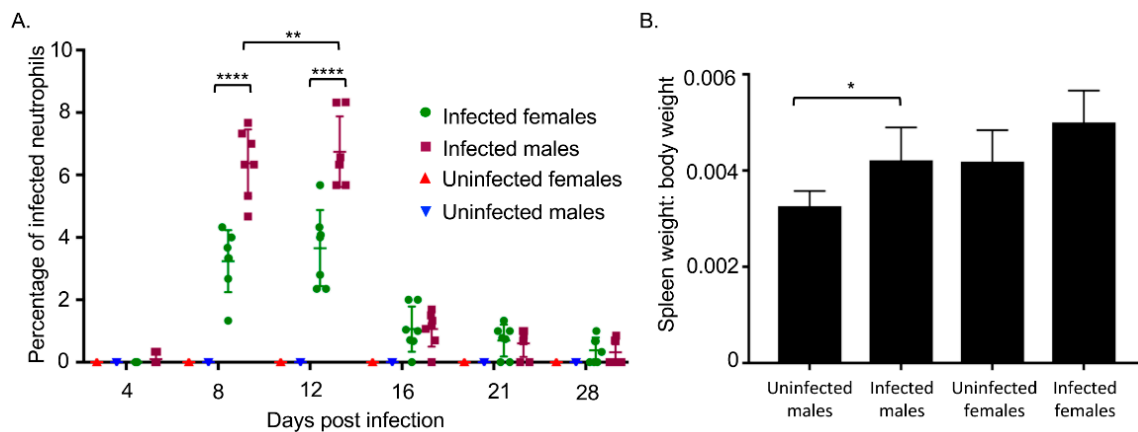 A.
Percentage of infected neutrophils
10
8
6
4
2
0
****
**
****
Infected females
Infected males
Uninfected females
Uninfected males
4
8
12
16
21
28
Days post infection
B.
Spleen weight: body weight
0.006
0.004
0.002
0
*
Uninfected
males
Infected
males
Uninfected
females
Infected
females